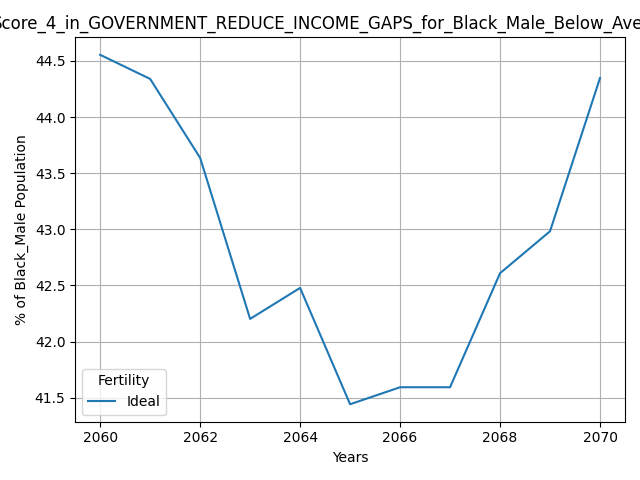 Score_4_in_GOVERNMENT_REDUCE_INCOME_GAPS_for_Black_Male_Below_Ave
44.5
44.0
43.5
43.0
42.5
42.0
41.5
% of Black_Male Population
Fertility
Ideal
2060 2062 2064 2066 2068 2070
Years